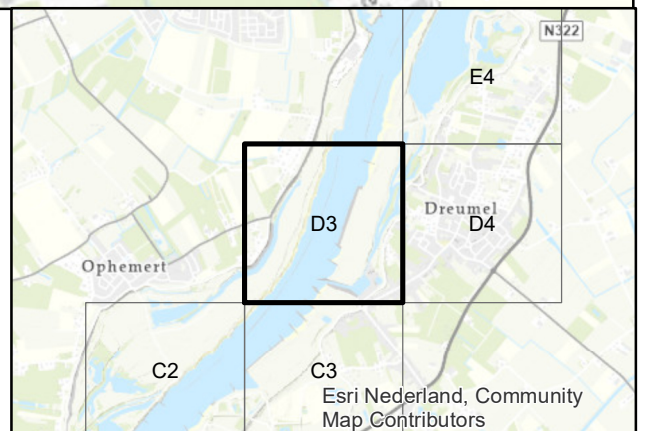 N322
E4
Dreumel
D3
D4
Ophemert
C2
C3
Esri Nederland, Community
Map Contributors